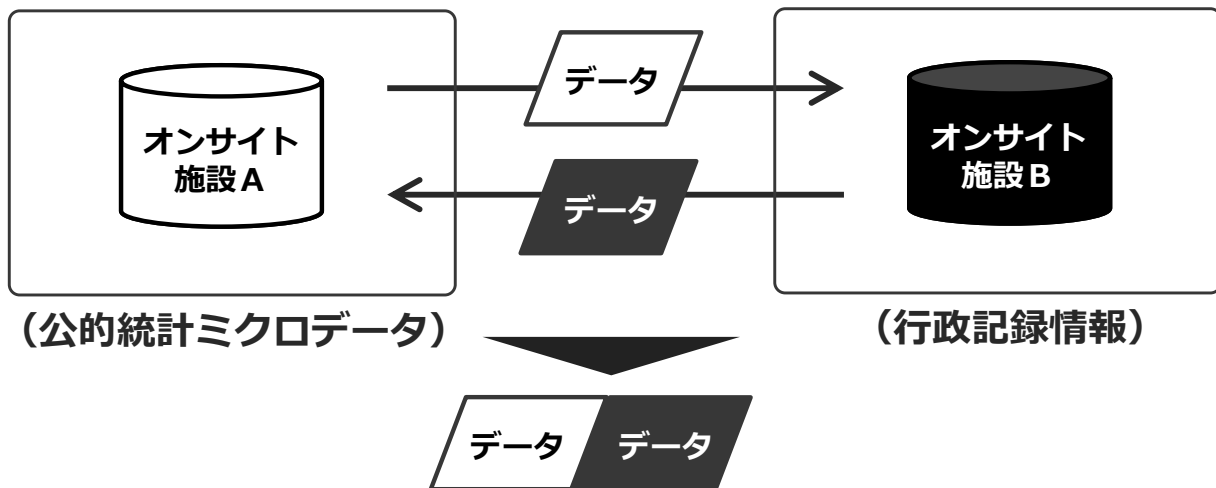 データ
オンサイト
施設A
オンサイト
施設B
データ
（公的統計ミクロデータ）
（行政記録情報）
データ
データ